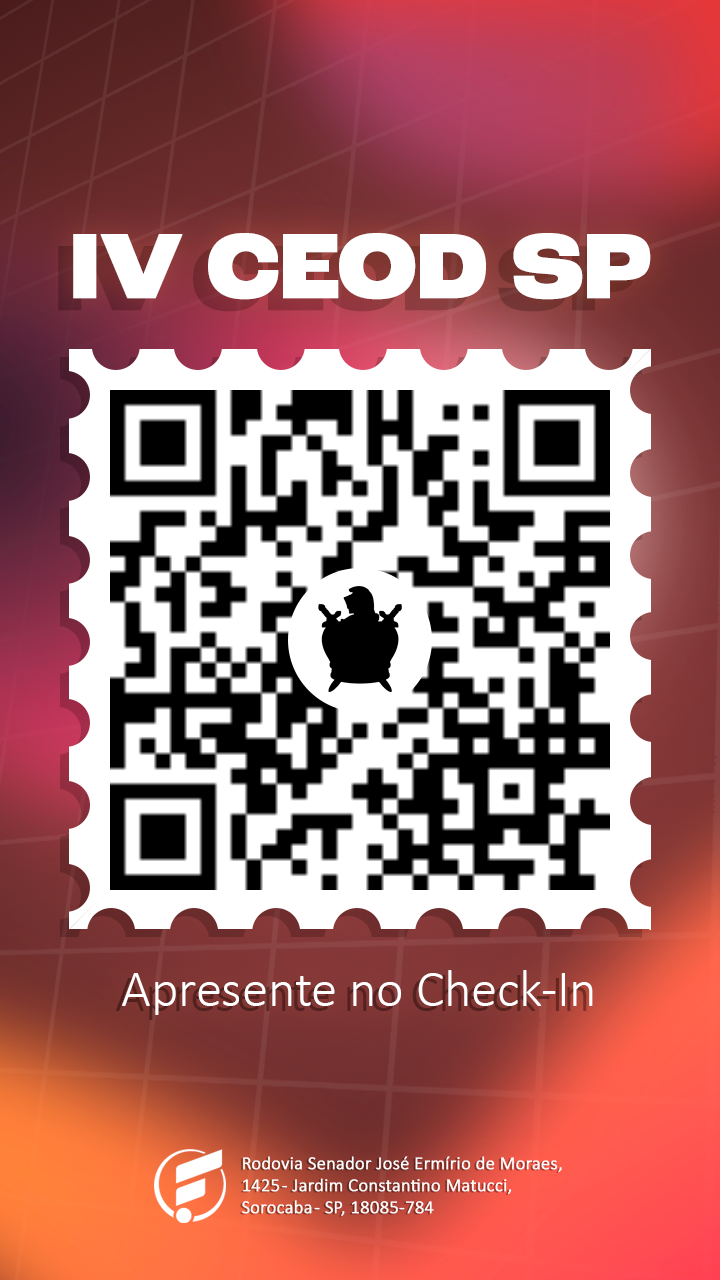 IV CEOD SP
Apresente no Check-In
Rodovia Senador José Ermírio de Moraes,
1425- Jardim Constantino Matucci,
Sorocaba- SP, 18085-784